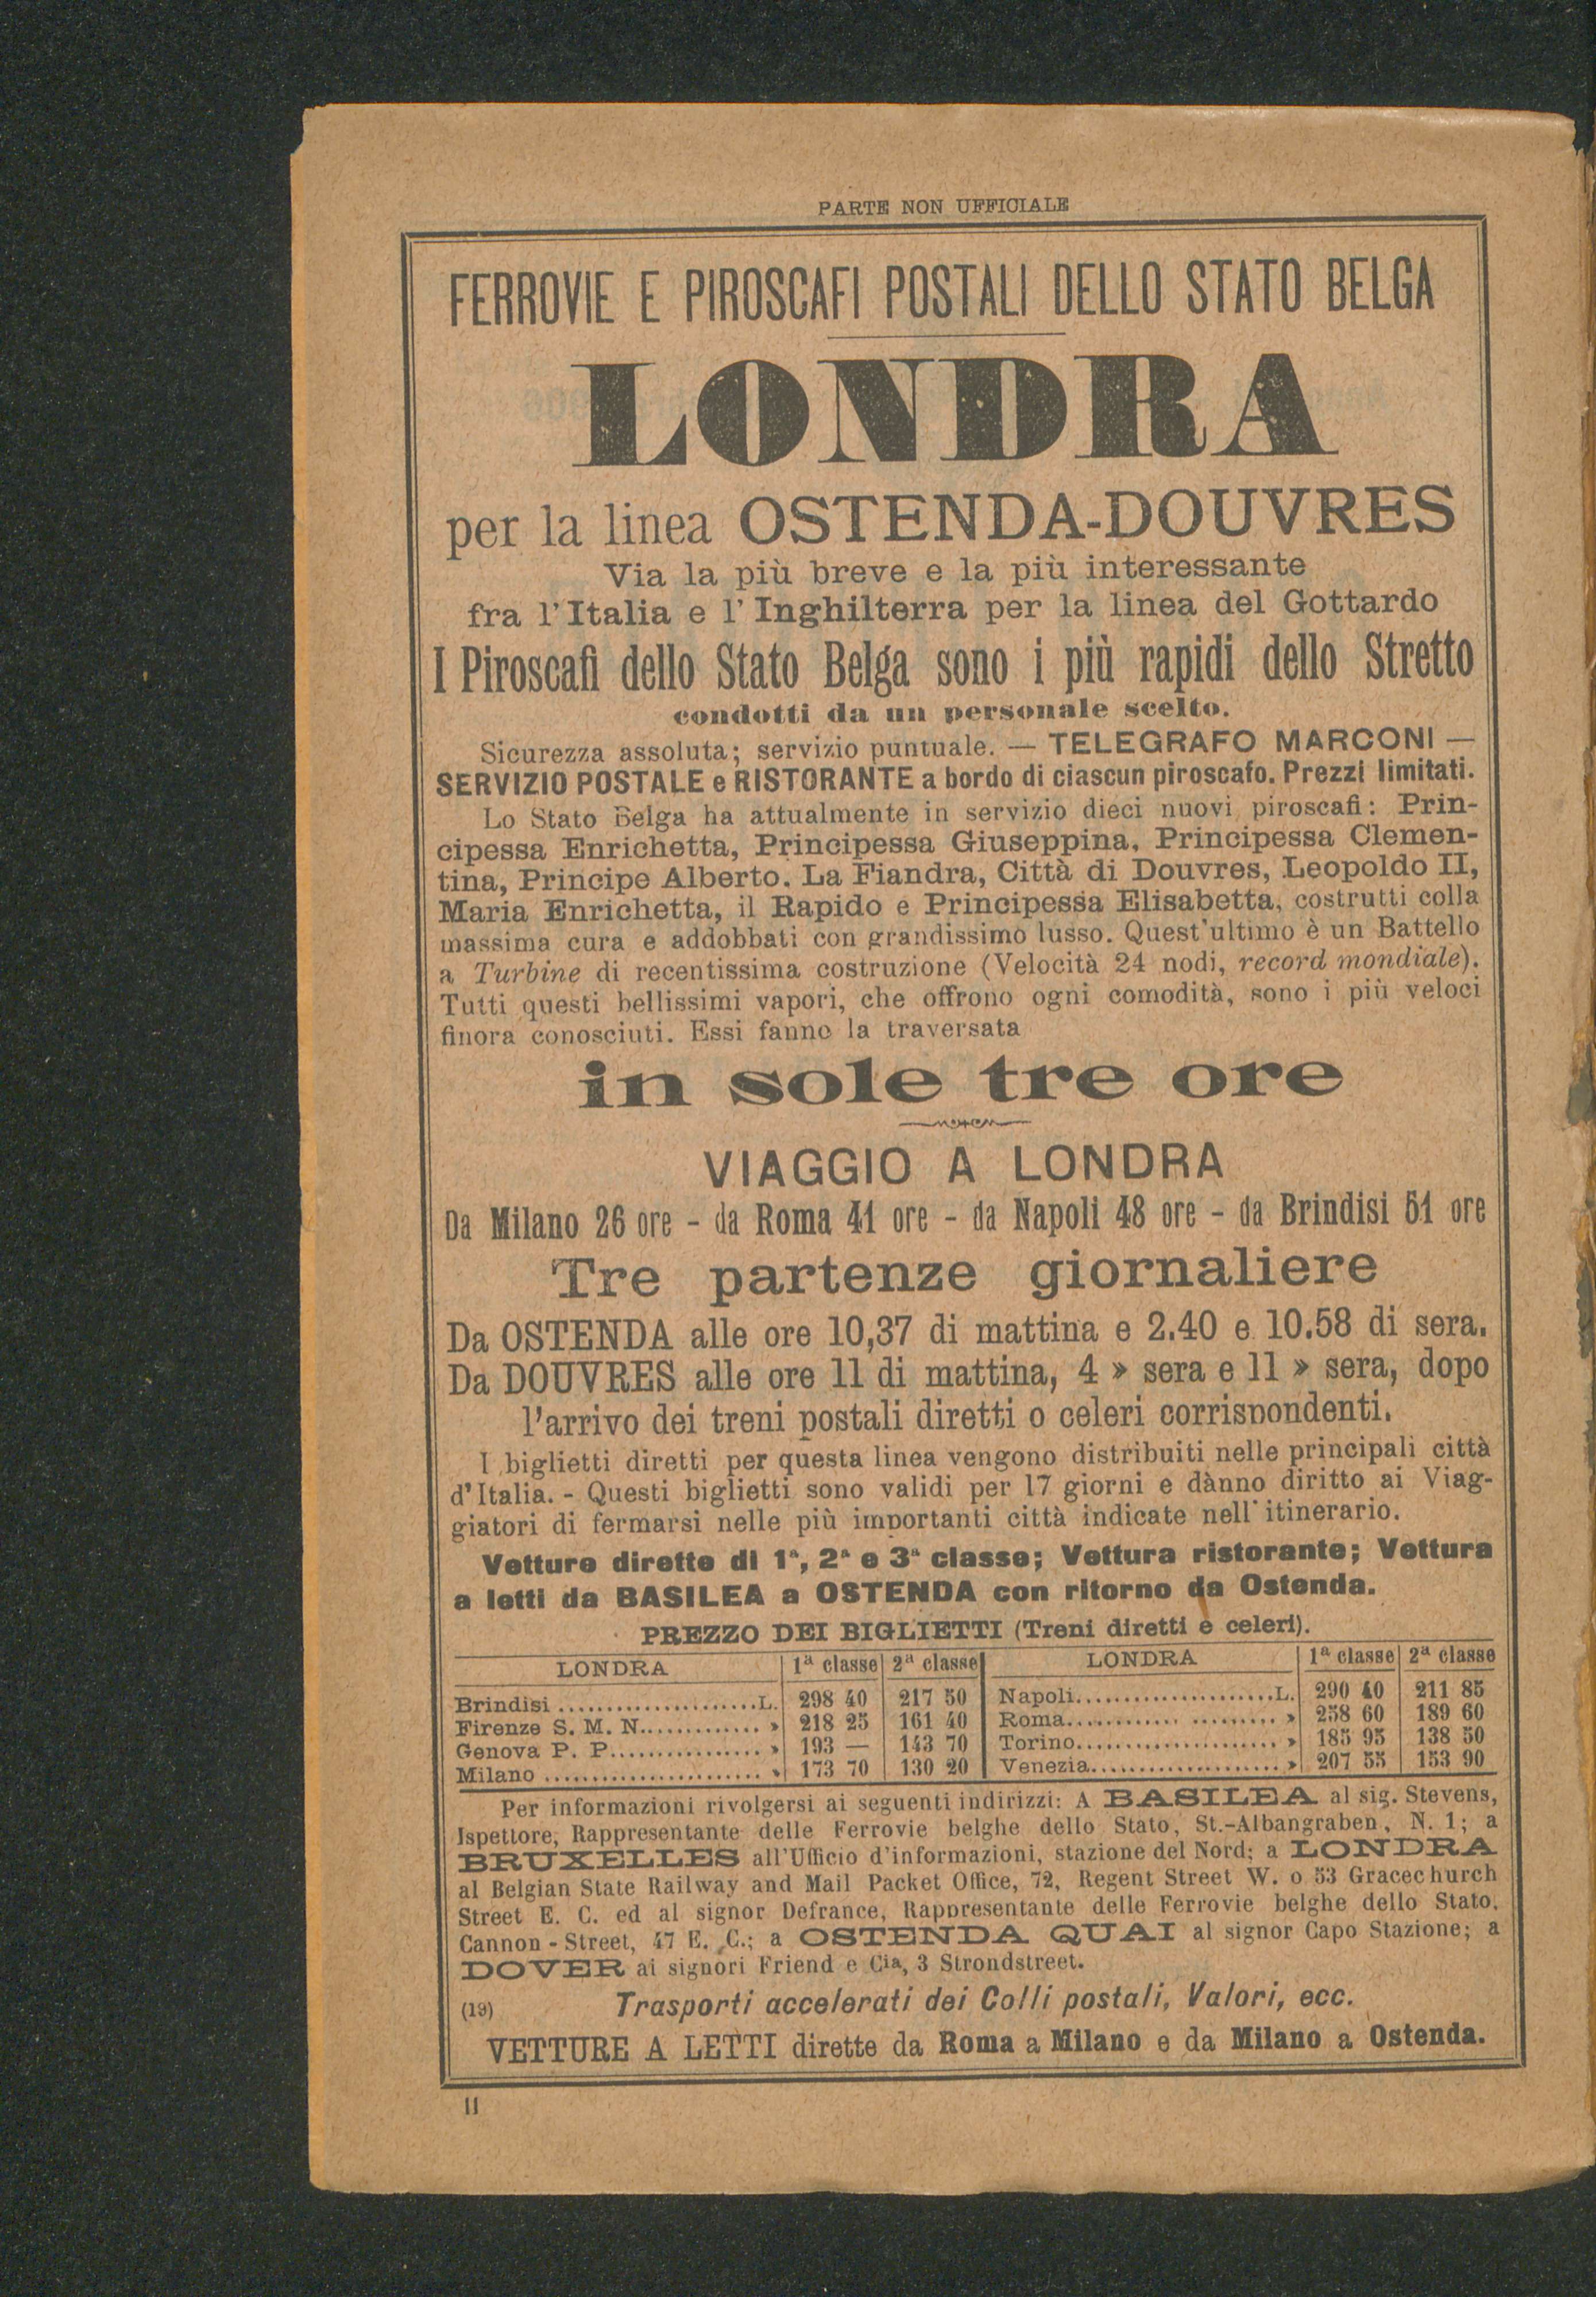 PARTE NON UFFICIALE
FERROVIE E PIROSCAFI POSTALI DELLO STATO BELGA
LONDRA
per la linea OSTENDA-DOUVRES
Via la più breve e la più interessante
fra l'Italia e l'Inghilterra per la linea del Gottardo
I Piroscafi dello Stato Belga sono i più rapidi dello Stretto
condotti da un personale scelto.
Sicurezza assoluta; servizio puntuale. — TELEGRAFO MARCONI —
SERVIZIO POSTALE e RISTORANTE a bordo di ciascun piroscafo. Prezzi limitati.
Lo Stato Belga ha attualmente in servizio dieci nuovi piroscafi: Prin-
cipessa Enrichetta, Principessa Giuseppina, Principessa Clemen-
tina, Principe Alberto. La Fiandra, Città di Douvres, Leopoldo II,
Maria Enrichetta, il Rapido e Principessa Elisabetta, costrutti colla
massima cura e addobbati con grandissimo lusso. Quest'ultimo è un Battello
a Turbine di recentissima costruzione (Velocità 24 nodi, record mondiale).
Tutti questi bellissimi vapori, che offrono ogni comodità, sono i più veloci
finora conosciuti. Essi fanno la traversata
in sole tre ore
VIAGGIO A LONDRA
Da Milano 26 ore - da Roma 41 ore - da Napoli 48 ore - da Brindisi 51 ore
Tre partenze giornaliere
Da OSTENDA alle ore 10,37 di mattina e 2.40 e 10.58 di sera.
Da DOUVRES alle ore 11 di mattina, 4 » sera e 11 » sera, dopo
l'arrivo dei treni postali diretti o celeri corrispondenti.
I biglietti diretti per questa linea vengono distribuiti nelle principali città
d'Italia. - Questi biglietti sono validi per 17 giorni e dànno diritto ai Viag-
giatori di fermarsi nelle più importanti città indicate nell'itinerario.
Vetture dirette di 1ª, 2ª e 3ª classe; Vettura ristorante; Vettura
a letti da BASILEA a OSTENDA con ritorno da Ostenda.
PREZZO DEI BIGLIETTI (Treni diretti e celeri).
LONDRA | 1ª classe | 2ª classe | LONDRA | 1ª classe | 2ª classe
Brindisi .....................L. 298 40 217 50 Napoli.....................L. 290 40 211 85
Firenze S. M. N............. » 218 25 161 40 Roma..................... » 258 60 189 60
Genova P. P................ » 193 — 143 70 Torino..................... » 185 95 138 50
Milano ....................... » 173 70 130 20 Venezia.................... » 207 55 153 90
Per informazioni rivolgersi ai seguenti indirizzi: A BASILEA al sig. Stevens,
Ispettore, Rappresentante delle Ferrovie belghe dello Stato, St.-Albangraben, N. 1; a
BRUXELLES all'Ufficio d'informazioni, stazione del Nord; a LONDRA
al Belgian State Railway and Mail Packet Office, 72, Regent Street W. o 53 Gracechurch
Street E. C. ed al signor Defrance, Rappresentante delle Ferrovie belghe dello Stato,
Cannon - Street, 47 E. C.; a OSTENDA QUAI al signor Capo Stazione; a
DOVER ai signori Friend e Cia, 3 Strondstreet.
(19) Trasporti accelerati dei Colli postali, Valori, ecc.
VETTURE A LETTI dirette da Roma a Milano e da Milano a Ostenda.
11